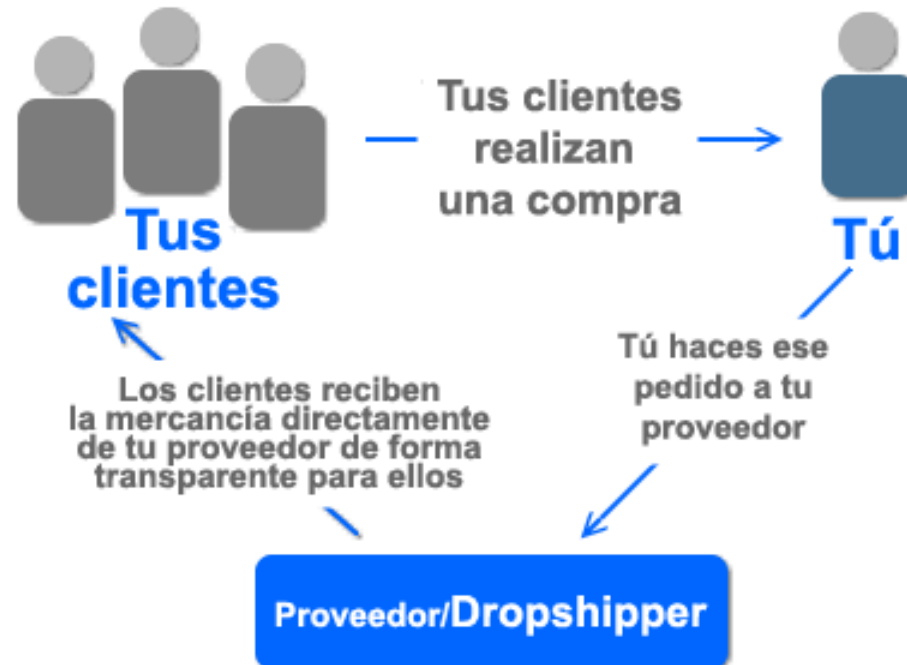 Tus clientes
realizan
una compra
Tus
clientes
Tú
Tú haces ese
pedido a tu
proveedor
Los clientes reciben
la mercancía directamente
de tu proveedor de forma
transparente para ellos
Proveedor/Dropshipper